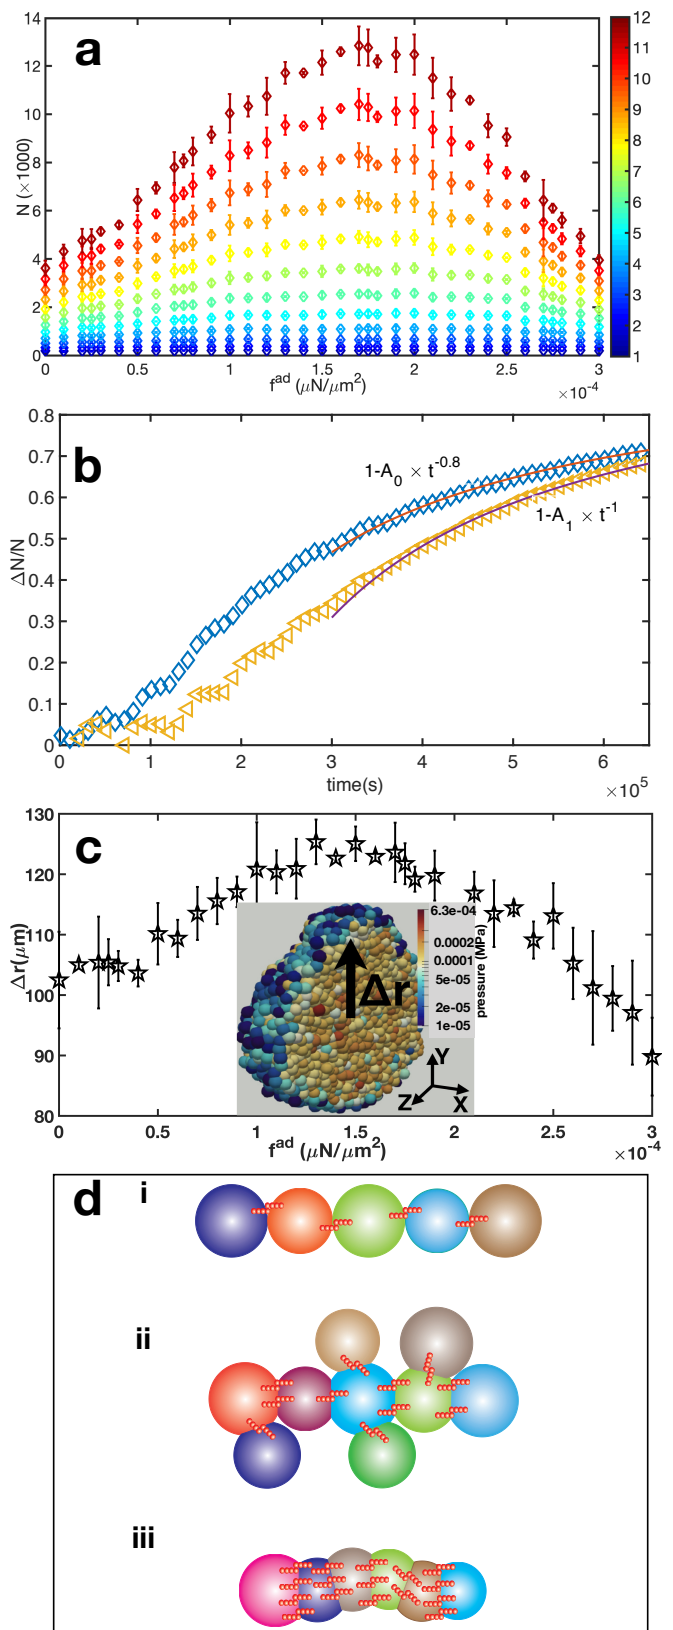 a
14
12
10
8
6
4
2
0
N (×1000)
0 0.5 1 1.5 2 2.5 3
f^ad (μN/μm²)
×10⁻⁴
12
11
10
9
8
7
6
5
4
3
2
1
b
0.8
0.7
0.6
0.5
0.4
0.3
0.2
0.1
0
ΔN/N
1-A₀ × t^-0.8
1-A₁ × t^-1
0 1 2 3 4 5 6
time(s)
×10⁵
c
130
120
110
100
90
80
Δr(μm)
Δr
6.3e-04
0.0002
0.0001
5e-05
2e-05
1e-05
pressure (MPa)
Y
Z X
0 0.5 1 1.5 2 2.5 3
f^ad (μN/μm²)
×10⁻⁴
d
i
ii
iii